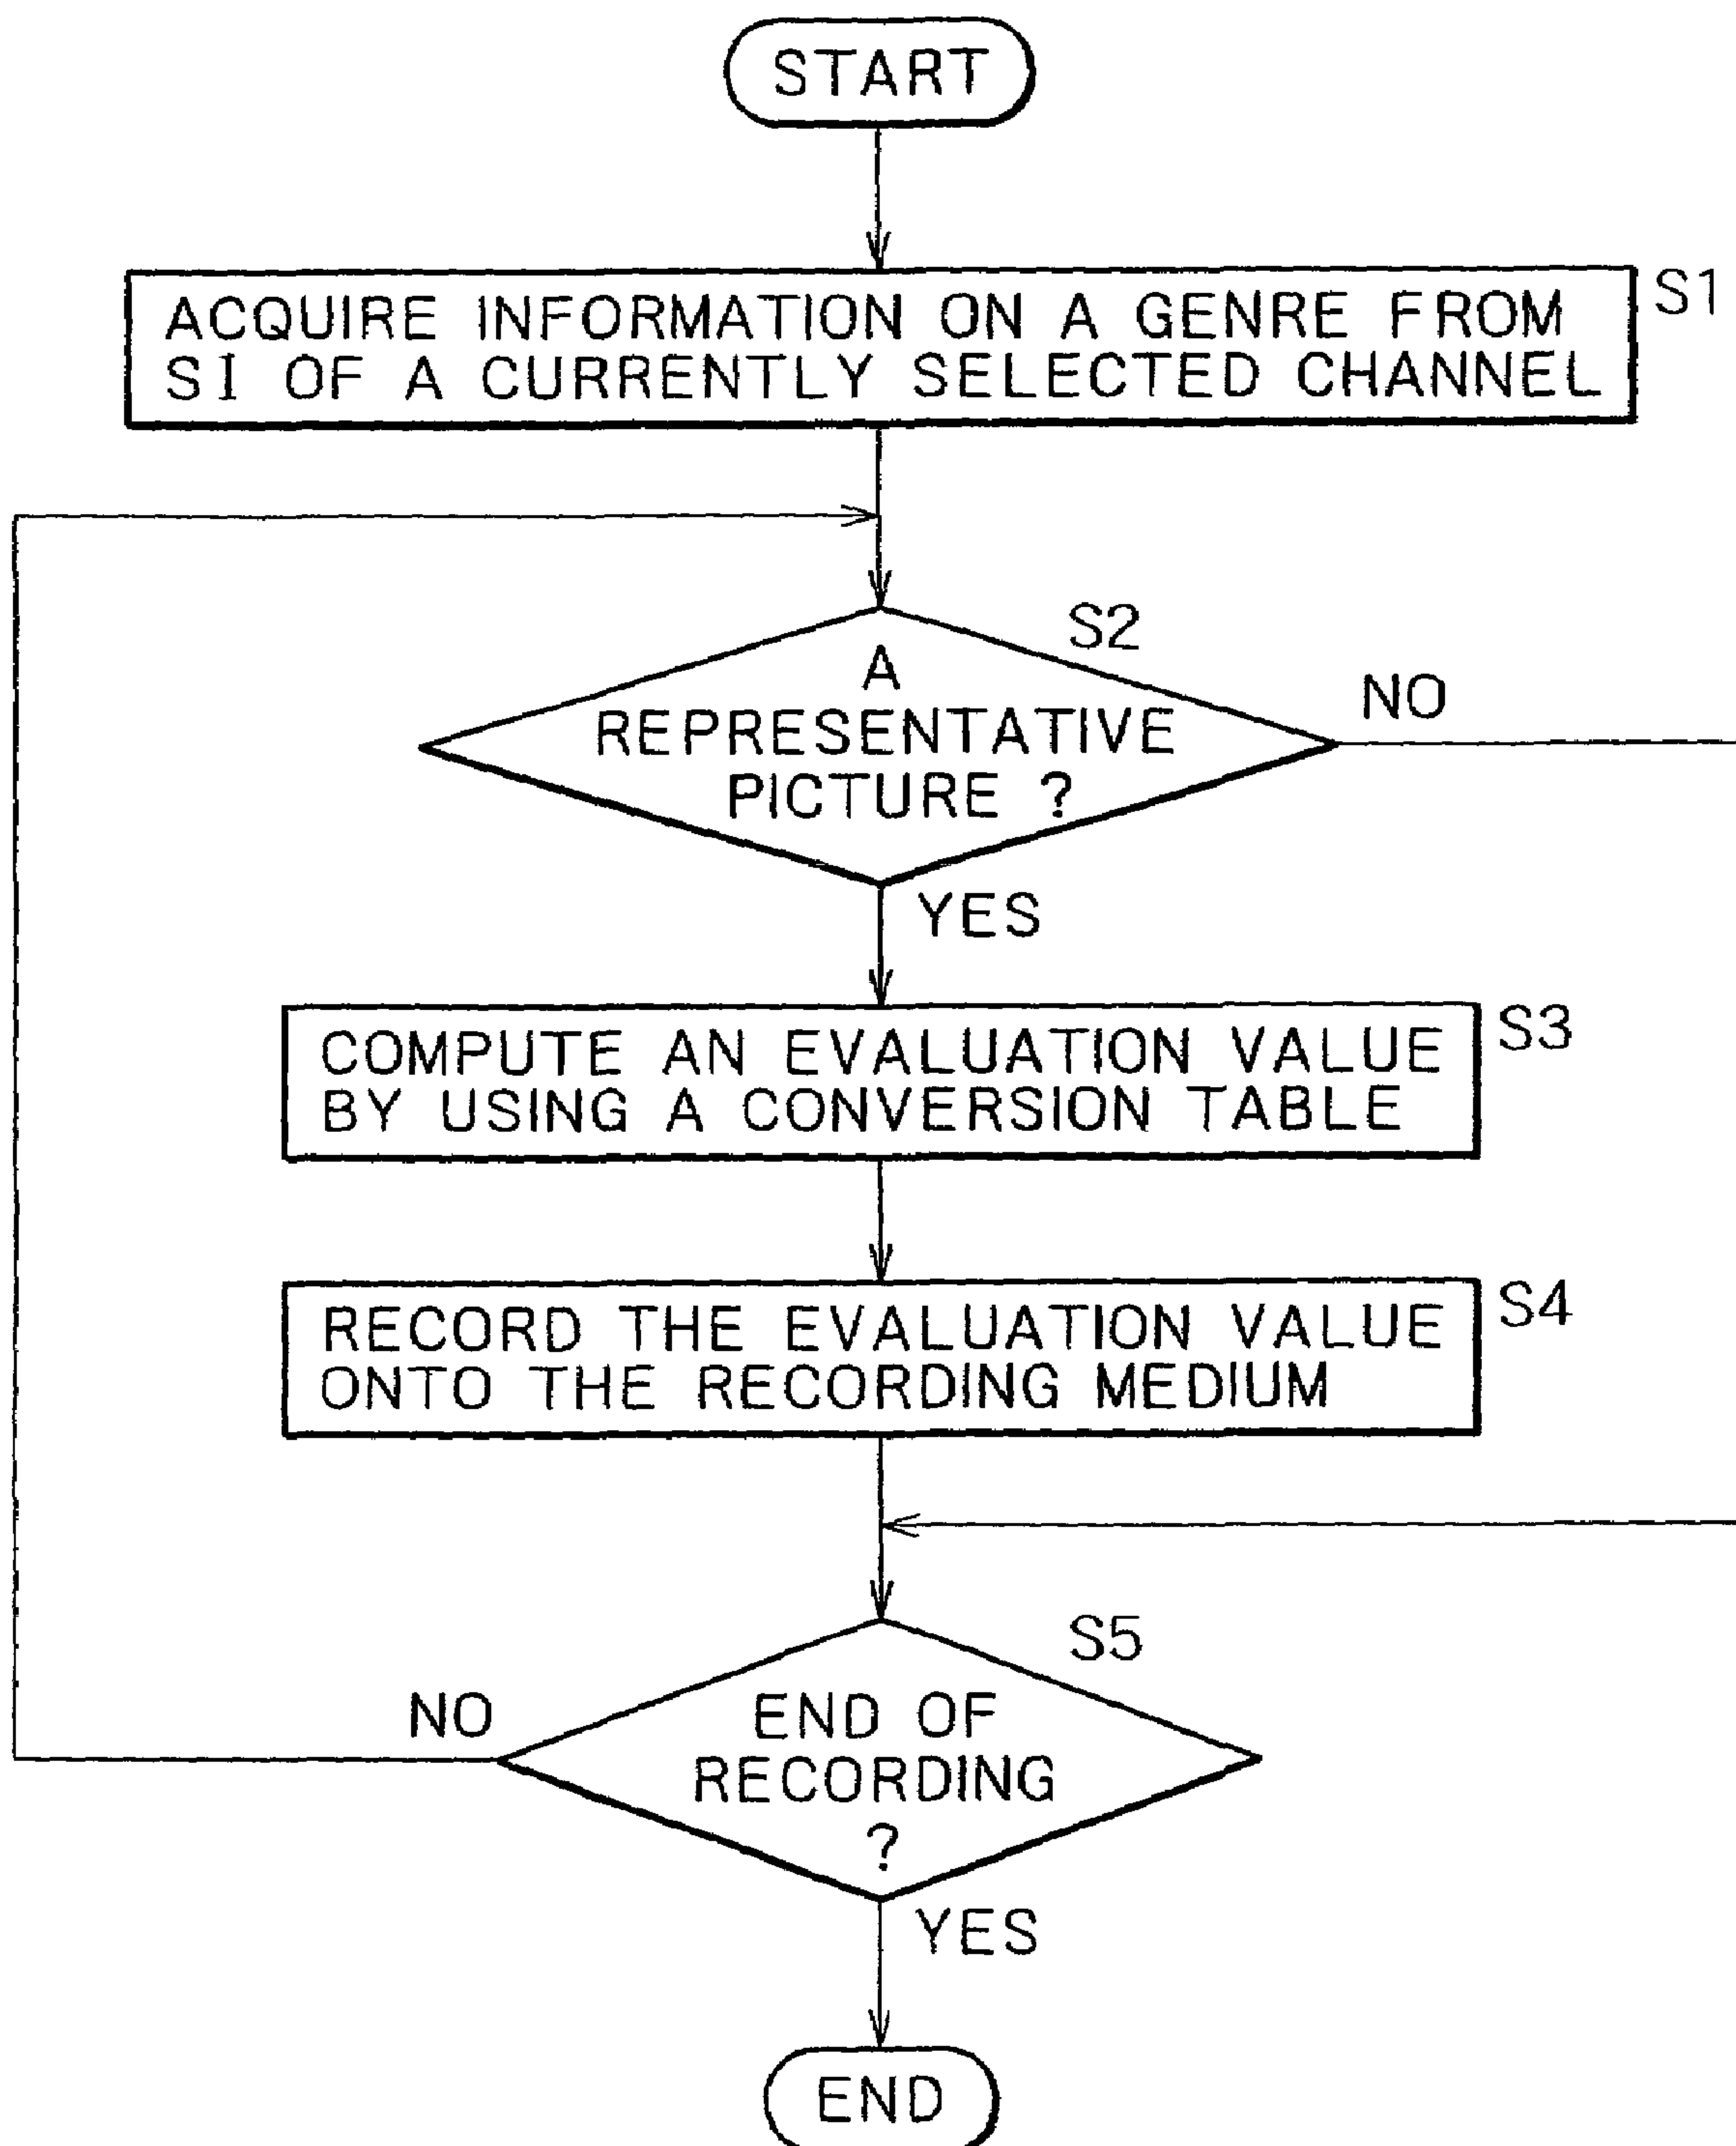 START
ACQUIRE INFORMATION ON A GENRE FROM
SI OF A CURRENTLY SELECTED CHANNEL
S1
S2
A
REPRESENTATIVE
PICTURE ?
NO
YES
COMPUTE AN EVALUATION VALUE
BY USING A CONVERSION TABLE
S3
RECORD THE EVALUATION VALUE
ONTO THE RECORDING MEDIUM
S4
S5
NO
END OF
RECORDING
?
YES
END